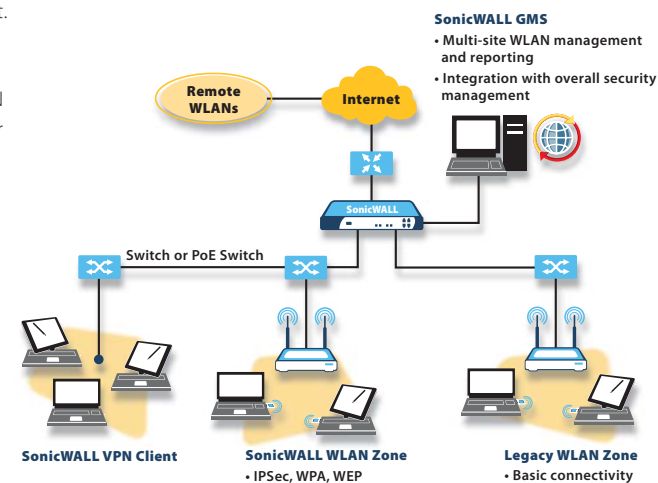 t.
N
r
SonicWALL GMS
• Multi-site WLAN management
and reporting
• Integration with overall security
management
Remote
WLANs
Internet
SonicWALL
Switch or PoE Switch
SonicWALL VPN Client
SonicWALL WLAN Zone
• IPSec, WPA, WEP
Legacy WLAN Zone
• Basic connectivity